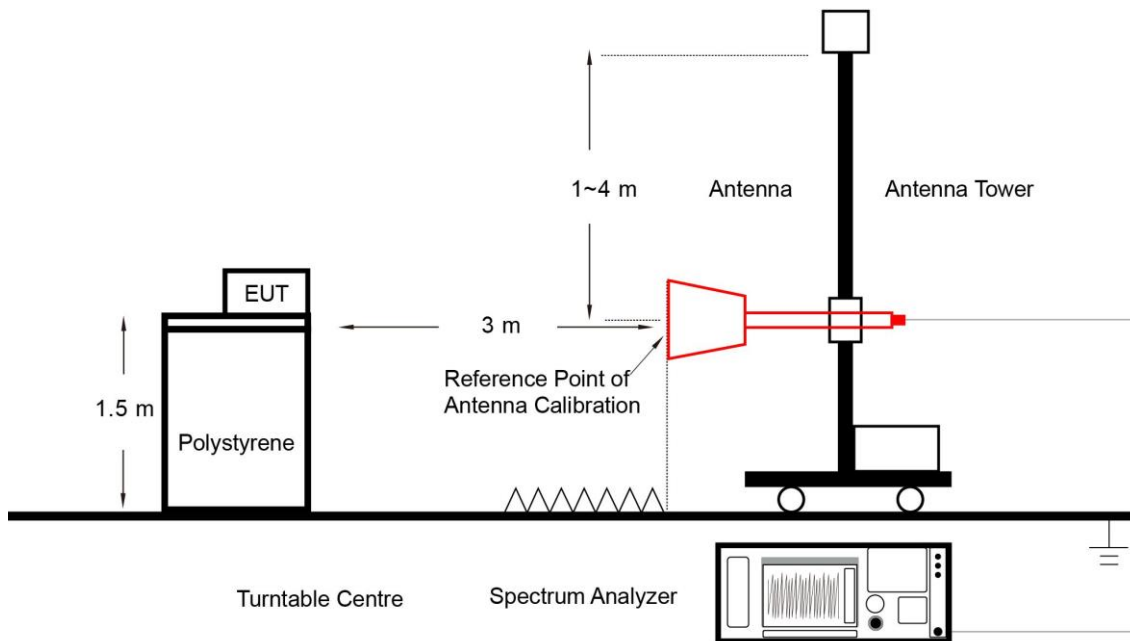 1~4 m
Antenna
Antenna Tower
EUT
3 m
Reference Point of
Antenna Calibration
1.5 m
Polystyrene
Turntable Centre
Spectrum Analyzer